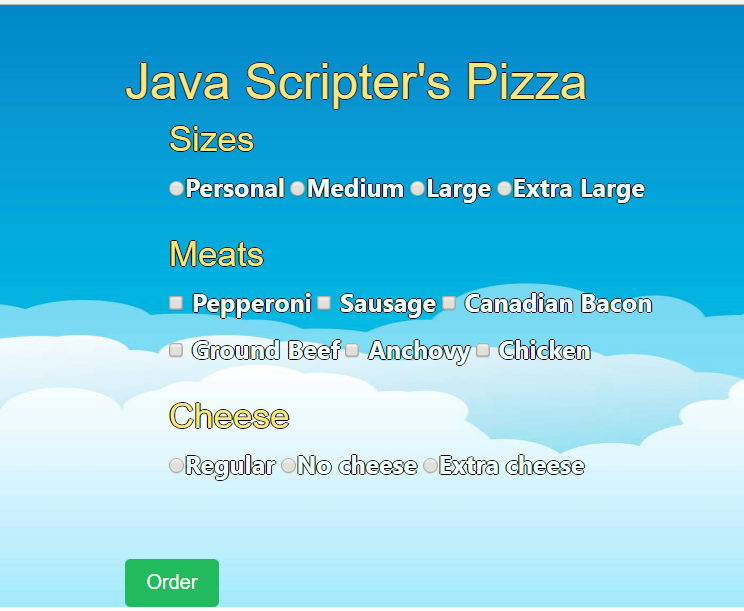 Java Scripter's Pizza
Sizes
Personal Medium Large Extra Large
Meats
Pepperoni Sausage Canadian Bacon
Ground Beef Anchovy Chicken
Cheese
Regular No cheese Extra cheese
Order